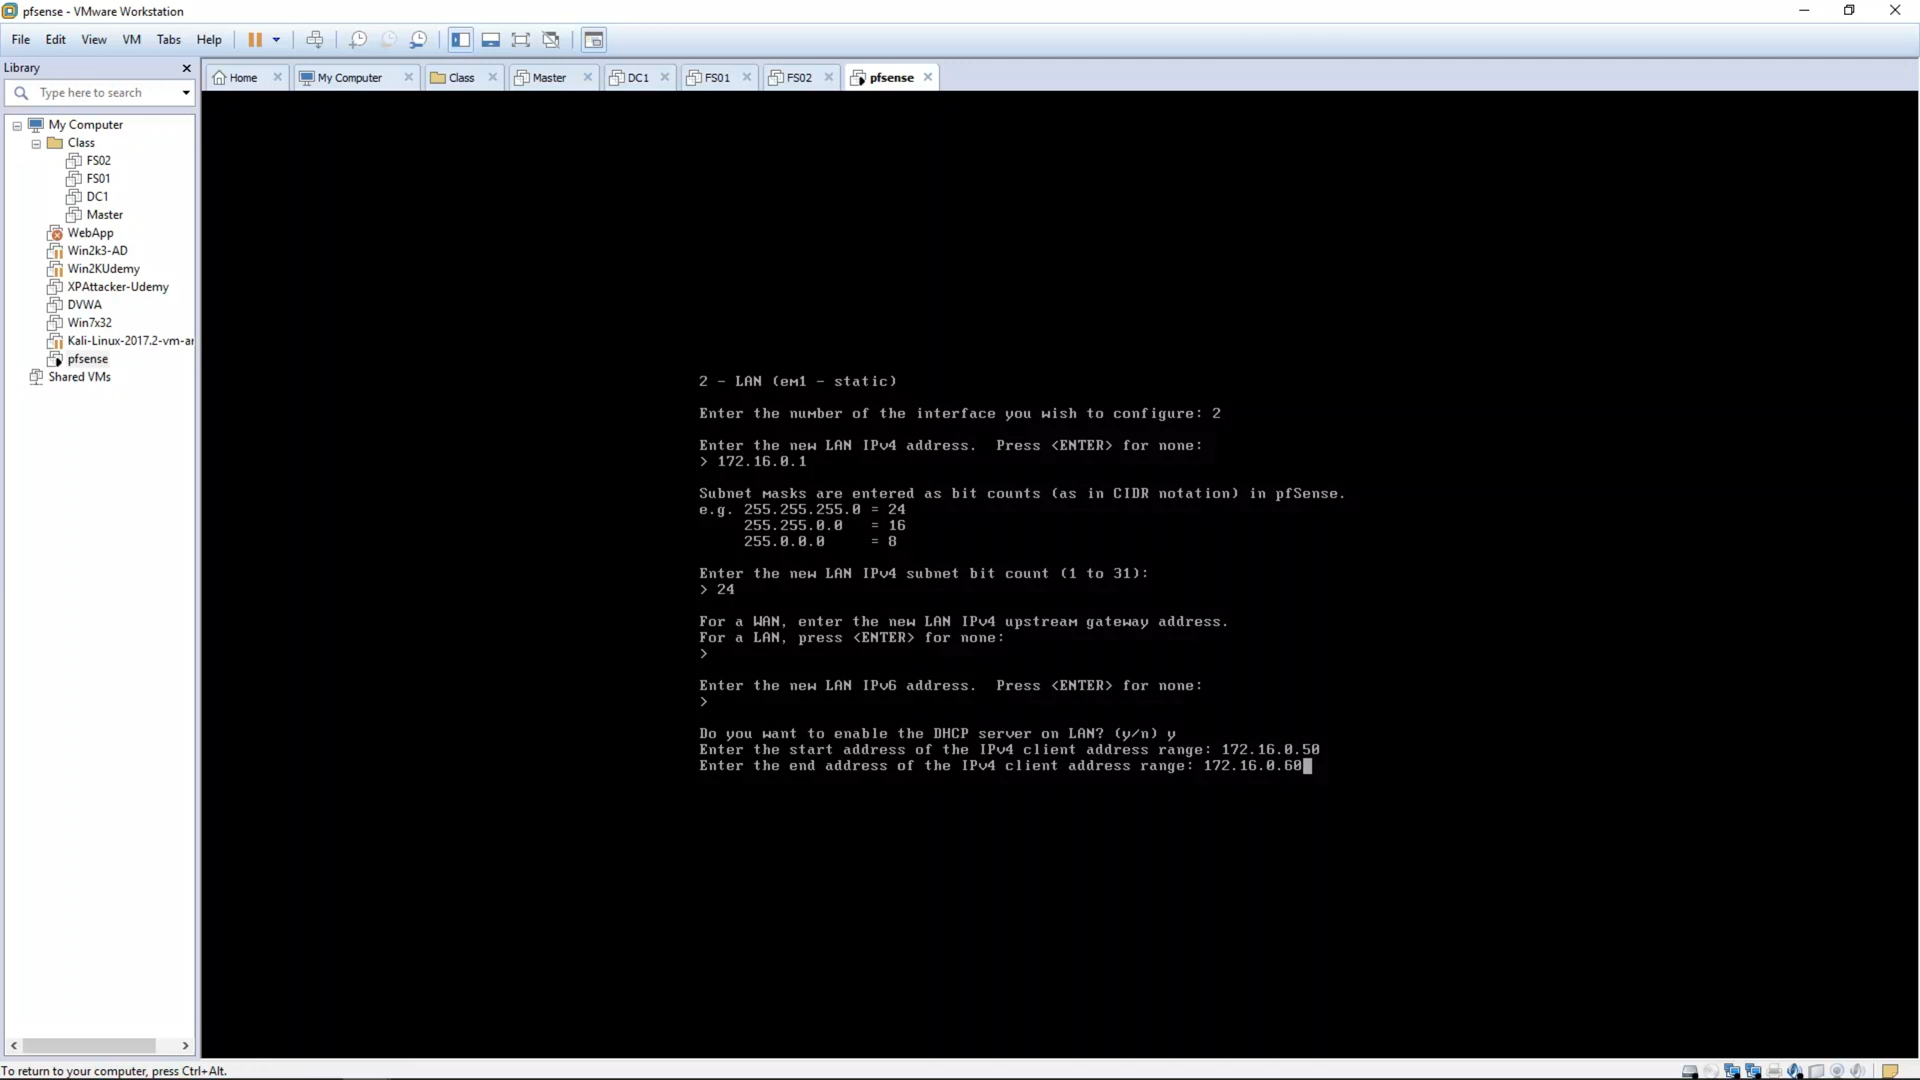 pfsense - VMware Workstation
File Edit View VM Tabs Help
Library
Type here to search
Home My Computer Class Master DC1 FS01 FS02 pfsense
My Computer
Class
FS02
FS01
DC1
Master
WebApp
Win2k3-AD
Win2KUdemy
XPAttacker-Udemy
DVWA
Win7x32
Kali-Linux-2017.2-vm-ar
pfsense
Shared VMs
2 - LAN (em1 - static)
Enter the number of the interface you wish to configure: 2
Enter the new LAN IPv4 address.  Press <ENTER> for none:
> 172.16.0.1
Subnet masks are entered as bit counts (as in CIDR notation) in pfSense.
e.g. 255.255.255.0 = 24
255.255.0.0 = 16
255.0.0.0 = 8
Enter the new LAN IPv4 subnet bit count (1 to 31):
> 24
For a WAN, enter the new LAN IPv4 upstream gateway address.
For a LAN, press <ENTER> for none:
>
Enter the new LAN IPv6 address.  Press <ENTER> for none:
>
Do you want to enable the DHCP server on LAN? (y/n) y
Enter the start address of the IPv4 client address range: 172.16.0.50
Enter the end address of the IPv4 client address range: 172.16.0.60
To return to your computer, press Ctrl+Alt.